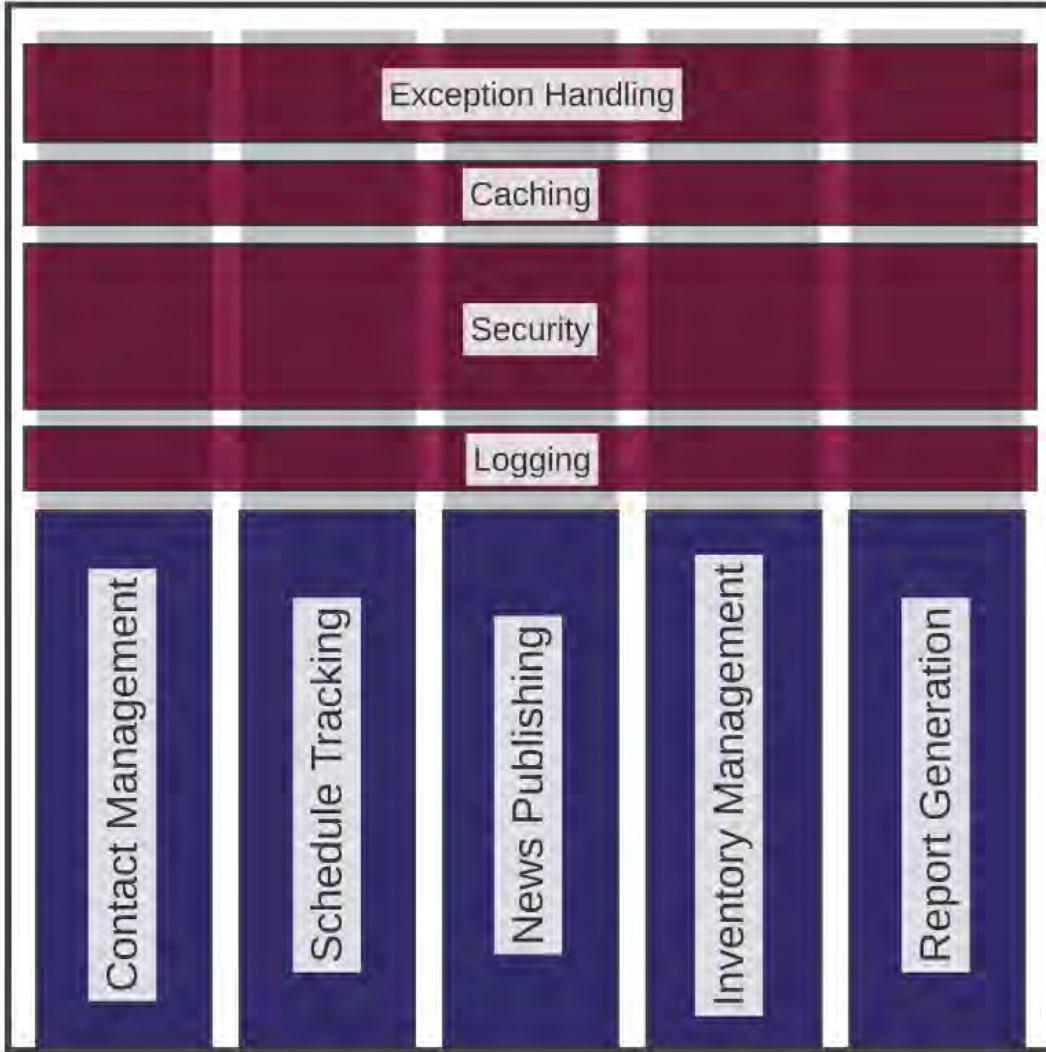 Exception Handling
Caching
Security
Logging
Contact Management
Schedule Tracking
News Publishing
Inventory Management
Report Generation